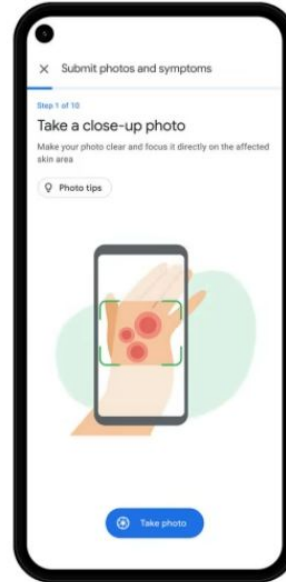 Submit photos and symptoms
Step 1 of 10
Take a close-up photo
Make your photo clear and focus it directly on the affected
skin area
Photo tips
Take photo